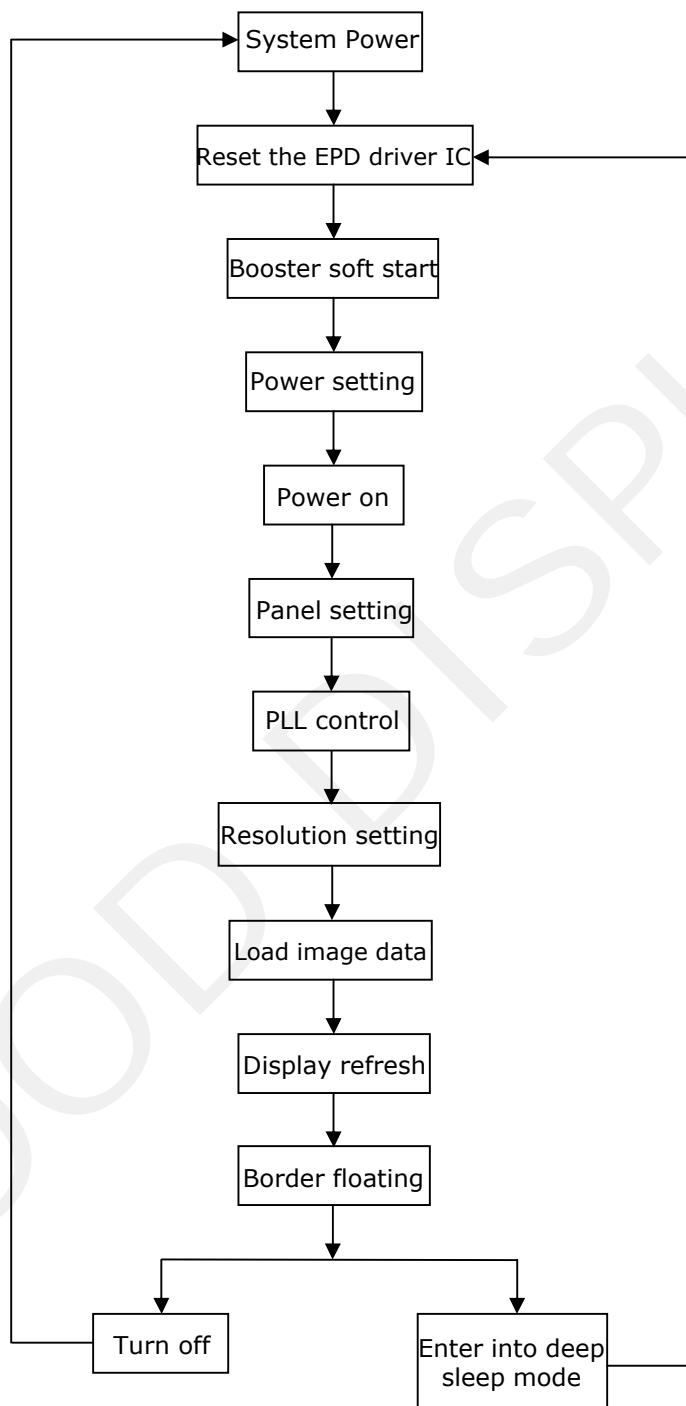 System Power
Reset the EPD driver IC
Booster soft start
Power setting
Power on
Panel setting
PLL control
Resolution setting
Load image data
Display refresh
Border floating
Turn off
Enter into deep
sleep mode